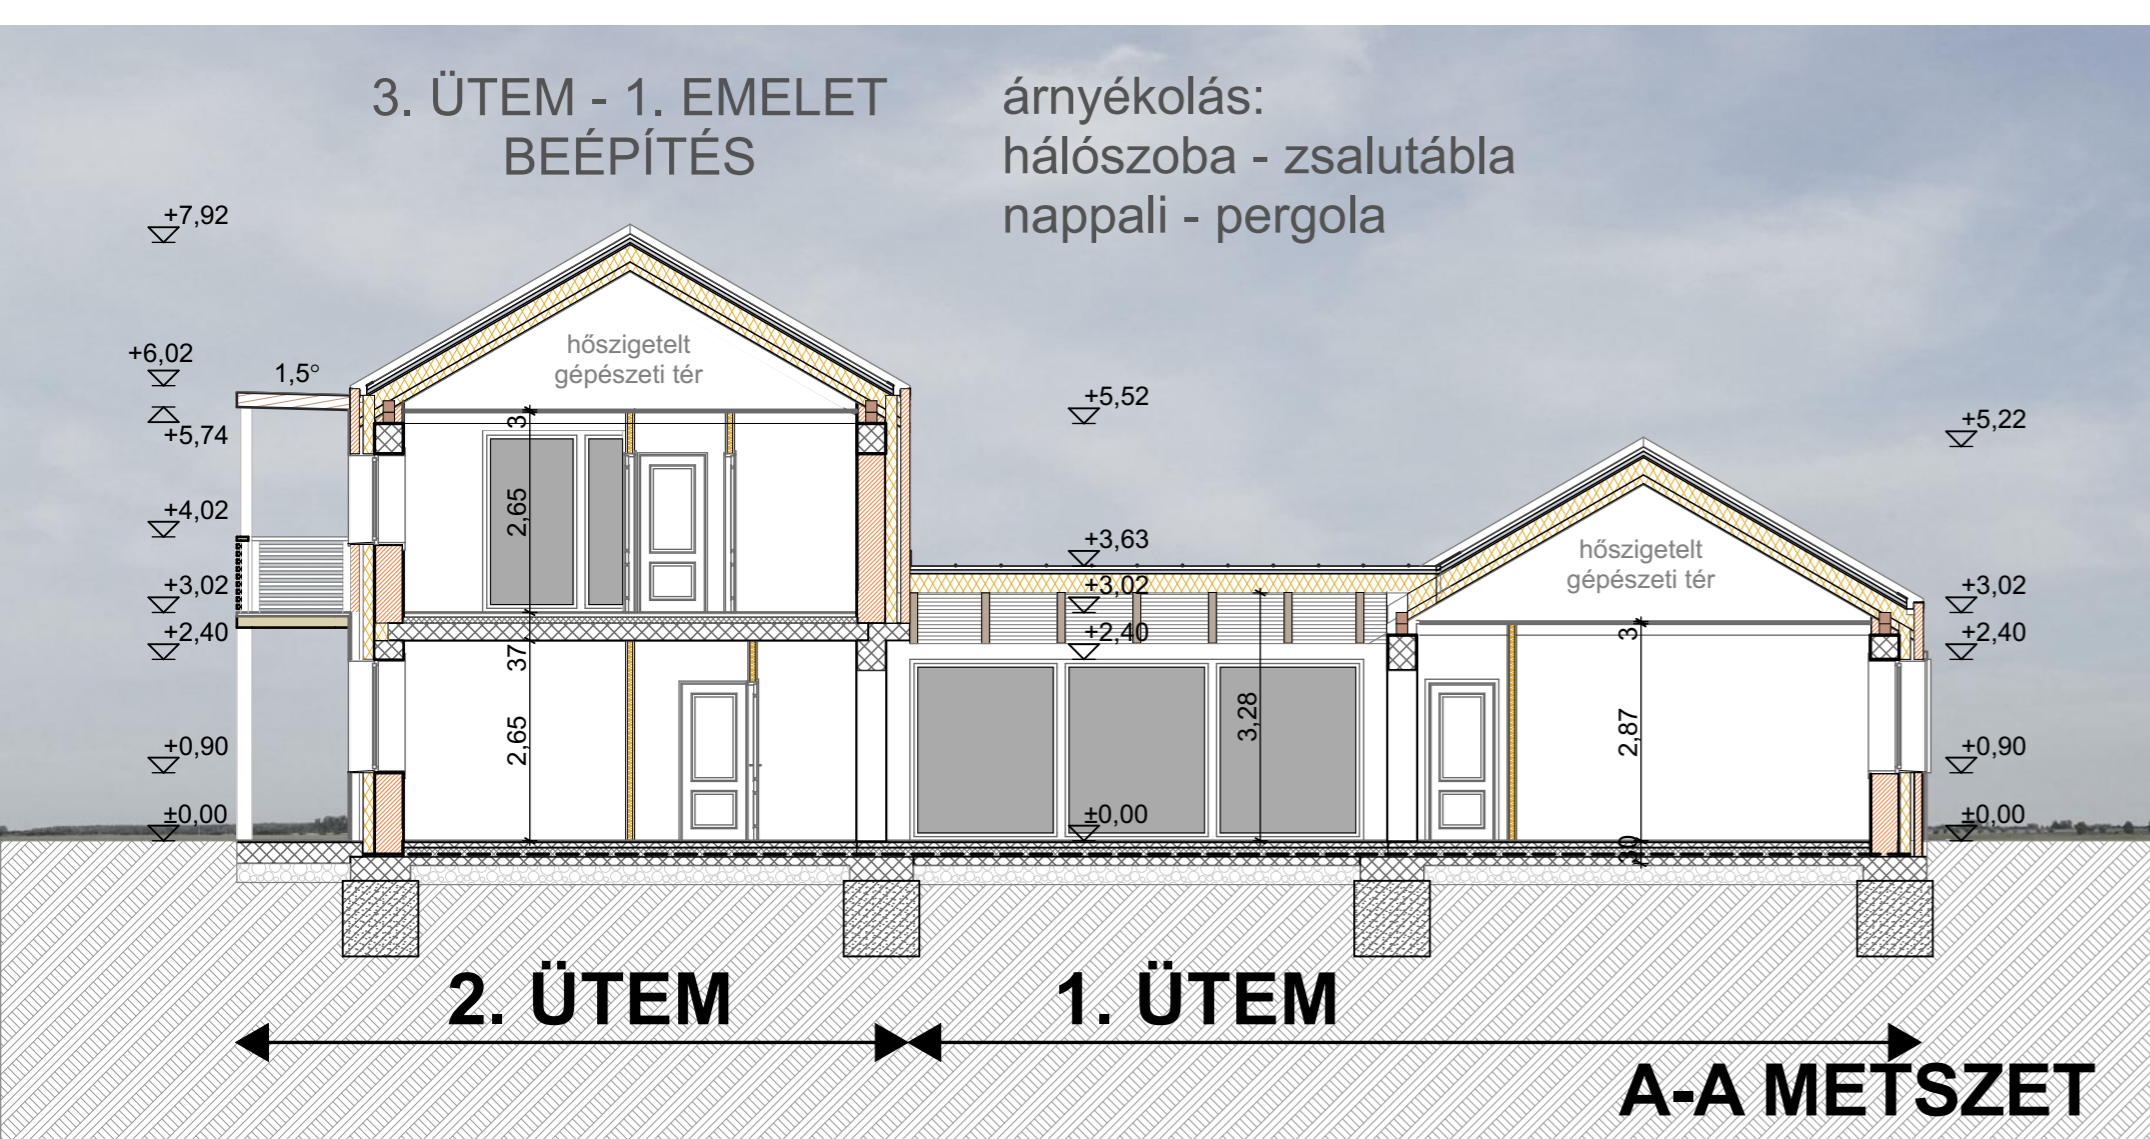 3. ÜTEM - 1. EMELET
BEÉPÍTÉS
árnyékolás:
hálószoba - zsalutábla
nappali - pergola
+7,92
+6,02
1,5°
+5,74
+4,02
+3,02
+2,40
+0,90
±0,00
hőszigetelt
gépészeti tér
3
2,65
37
2,65
+5,52
+3,63
+3,02
+2,40
3,28
±0,00
hőszigetelt
gépészeti tér
3
2,87
30
+5,22
+3,02
+2,40
+0,90
±0,00
2. ÜTEM
1. ÜTEM
A-A METSZET